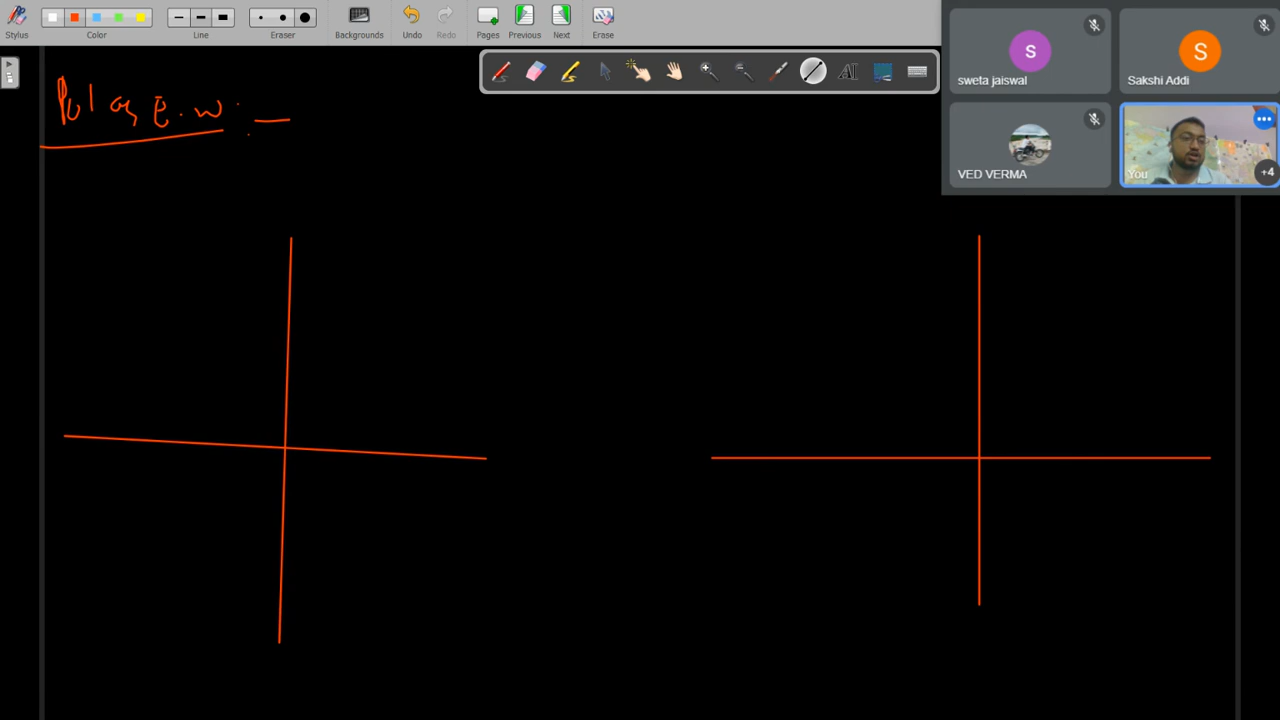 Stylus Color Line Eraser Backgrounds Undo Redo Pages Previous Next Erase
S S
sweta jaiswal Sakshi Addi
VED VERMA You +4
Pol of E.W:—